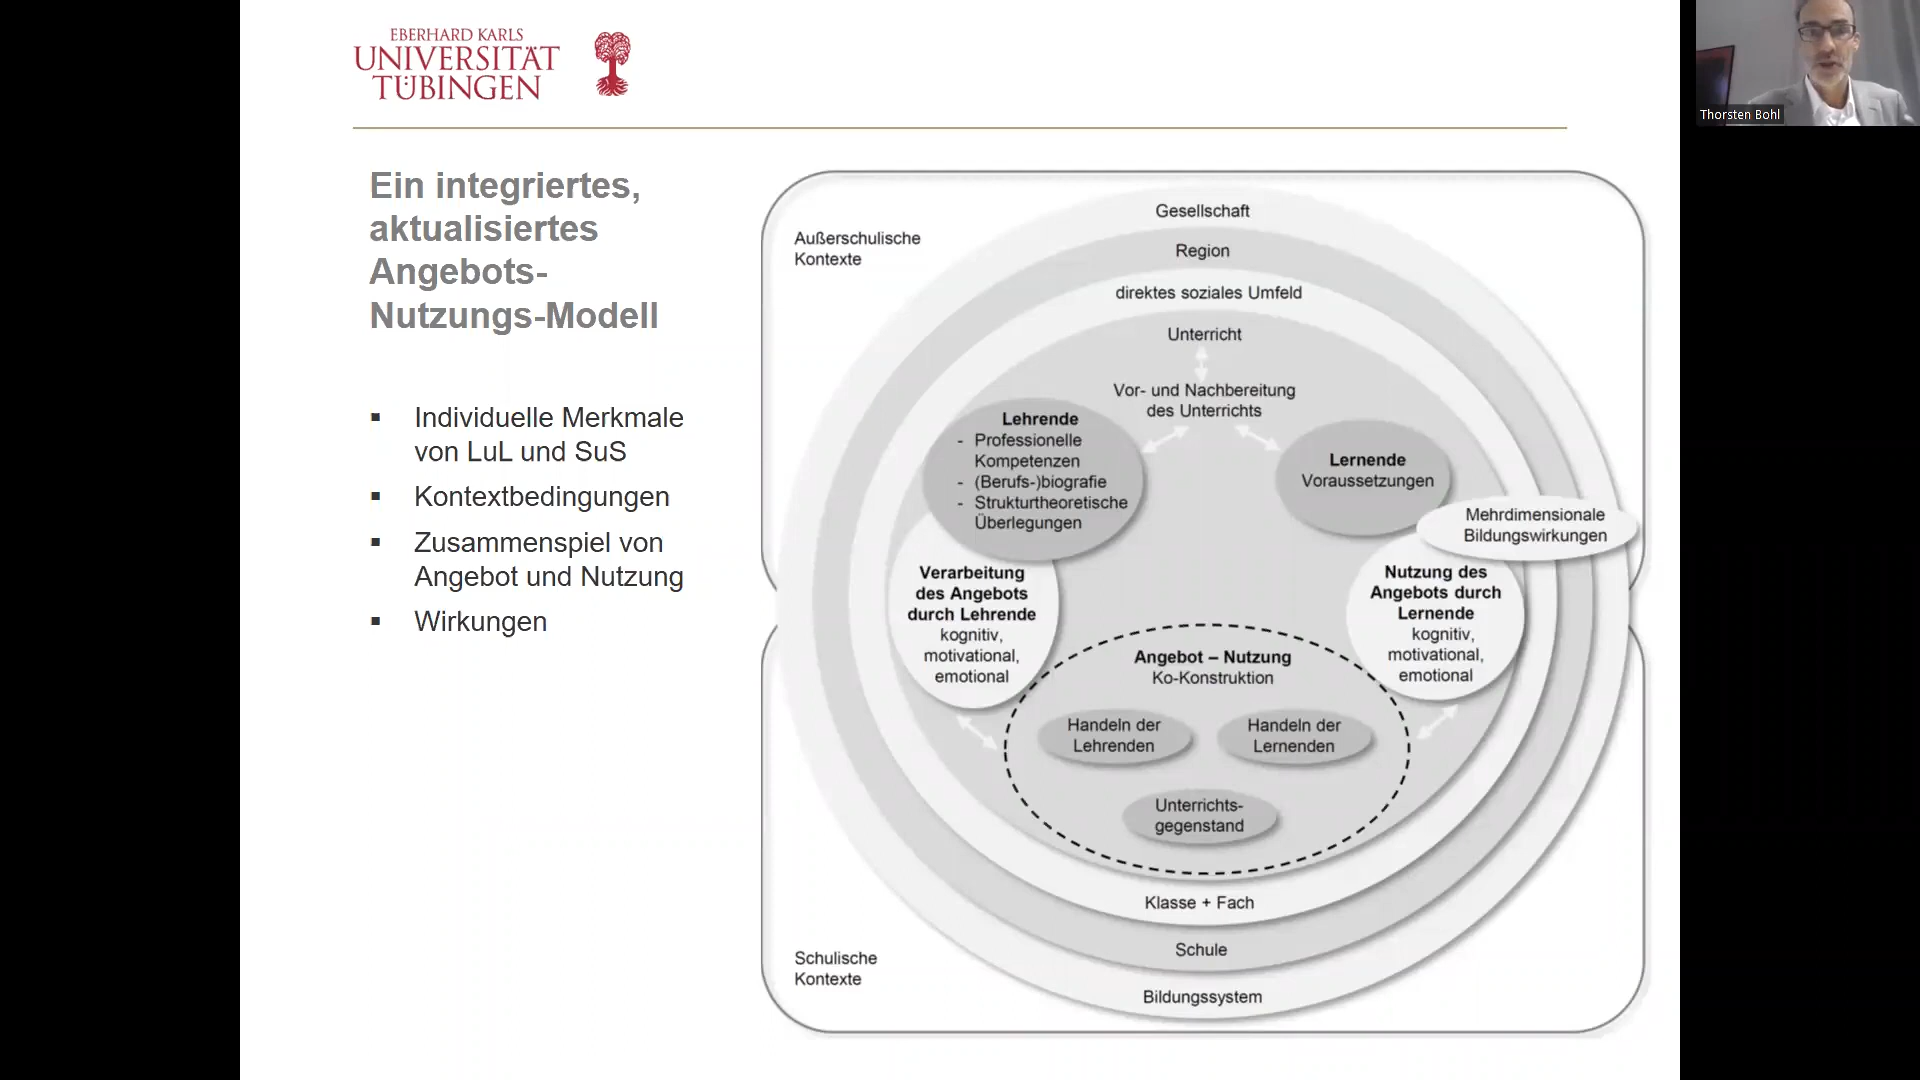 EBERHARD KARLS
UNIVERSITÄT
TÜBINGEN
Thorsten Bohl
Ein integriertes,
aktualisiertes
Angebots-
Nutzungs-Modell
▪ Individuelle Merkmale
von LuL und SuS
▪ Kontextbedingungen
▪ Zusammenspiel von
Angebot und Nutzung
▪ Wirkungen
Außerschulische
Kontexte
Gesellschaft
Region
direktes soziales Umfeld
Unterricht
Vor- und Nachbereitung
des Unterrichts
Lehrende
- Professionelle
Kompetenzen
- (Berufs-)biografie
- Strukturtheoretische
Überlegungen
Lernende
Voraussetzungen
Mehrdimensionale
Bildungswirkungen
Verarbeitung
des Angebots
durch Lehrende
kognitiv,
motivational,
emotional
Nutzung des
Angebots durch
Lernende
kognitiv,
motivational,
emotional
Angebot – Nutzung
Ko-Konstruktion
Handeln der
Lehrenden
Handeln der
Lernenden
Unterrichts-
gegenstand
Klasse + Fach
Schule
Bildungssystem
Schulische
Kontexte